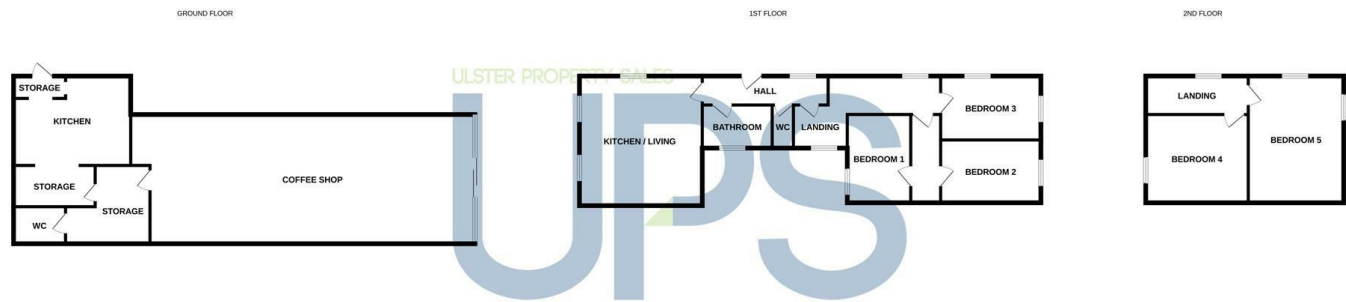 GROUND FLOOR
1ST FLOOR
2ND FLOOR
ULSTER PROPERTY SALES
UPS
STORAGE
KITCHEN
STORAGE
STORAGE
WC
COFFEE SHOP
HALL
KITCHEN / LIVING
BATHROOM
WC
LANDING
BEDROOM 1
BEDROOM 3
BEDROOM 2
LANDING
BEDROOM 4
BEDROOM 5